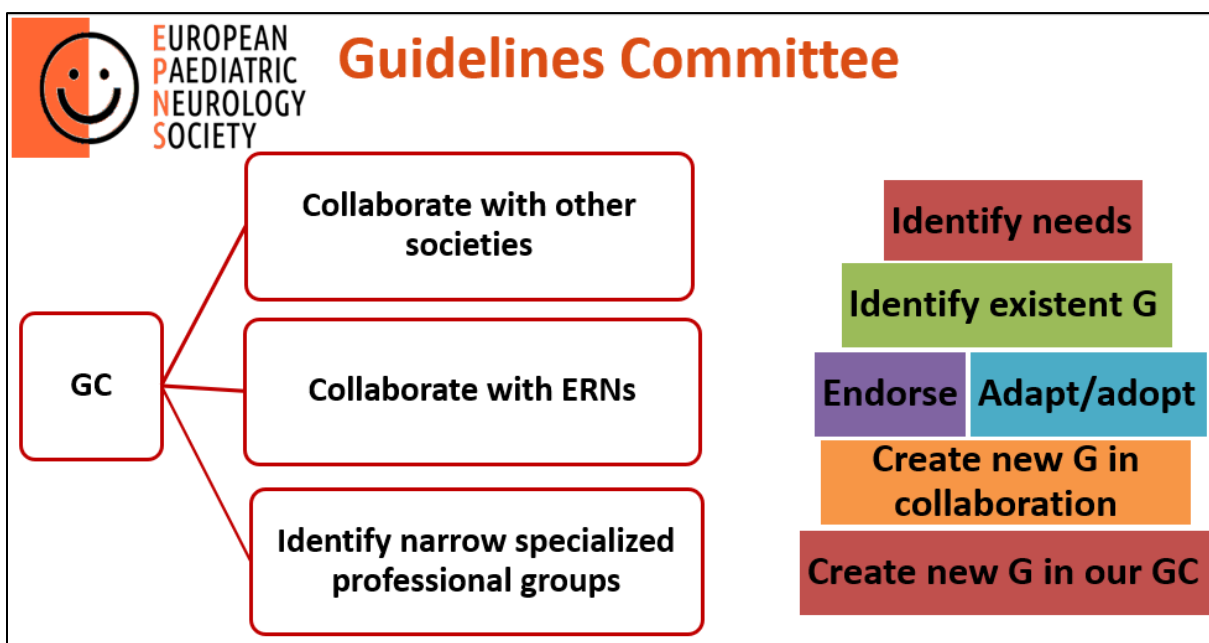 EUROPEAN
PAEDIATRIC
NEUROLOGY
SOCIETY
Guidelines Committee
GC
Collaborate with other
societies
Collaborate with ERNs
Identify narrow specialized
professional groups
Identify needs
Identify existent G
Endorse
Adapt/adopt
Create new G in
collaboration
Create new G in our GC